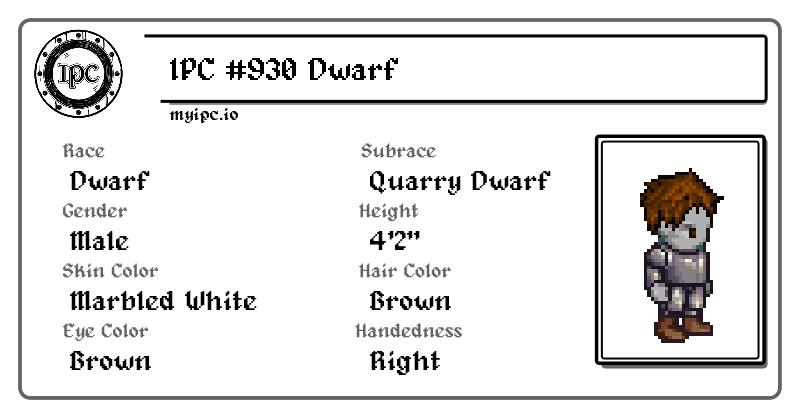 IPC
IPC #930 Dwarf
myipc.io
Race
Dwarf
Subrace
Quarry Dwarf
Gender
Male
Height
4'2"
Skin Color
Marbled White
Hair Color
Brown
Eye Color
Brown
Handedness
Right